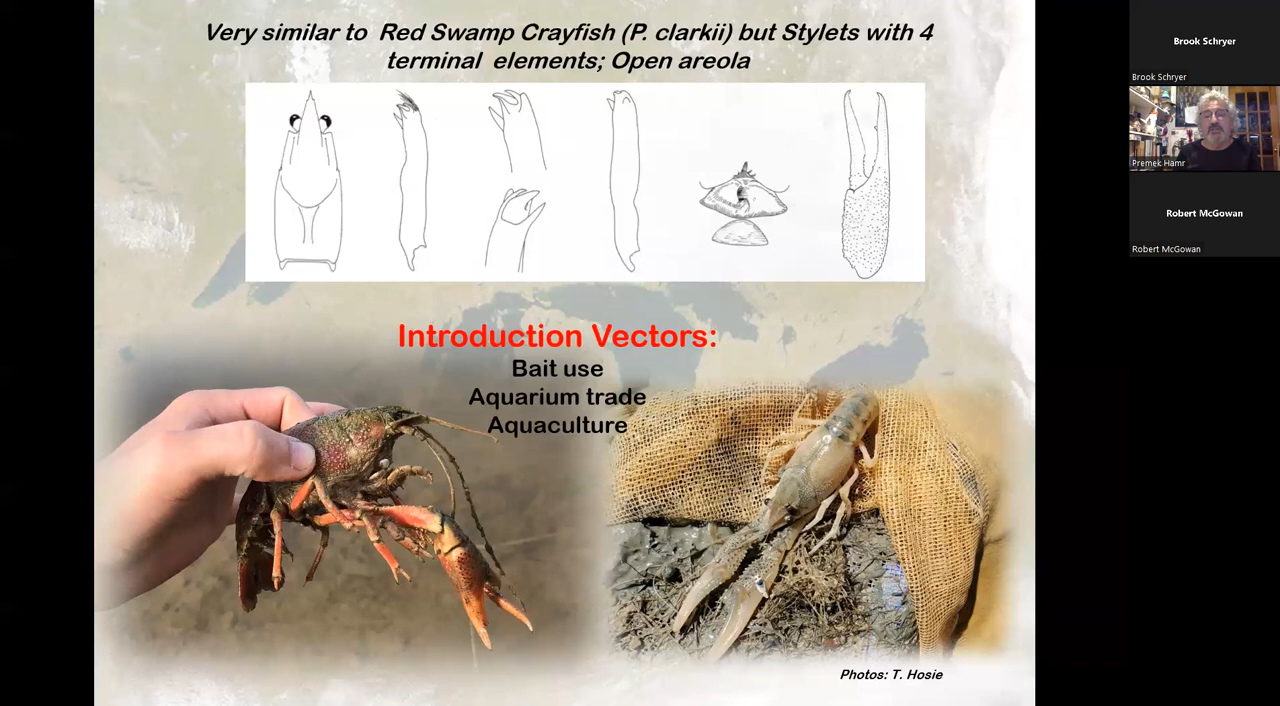 Very similar to Red Swamp Crayfish (P. clarkii) but Stylets with 4
terminal elements; Open areola
Introduction Vectors:
Bait use
Aquarium trade
Aquaculture
Photos: T. Hosie
Brook Schryer
Brook Schryer
Premek Hamr
Robert McGowan
Robert McGowan